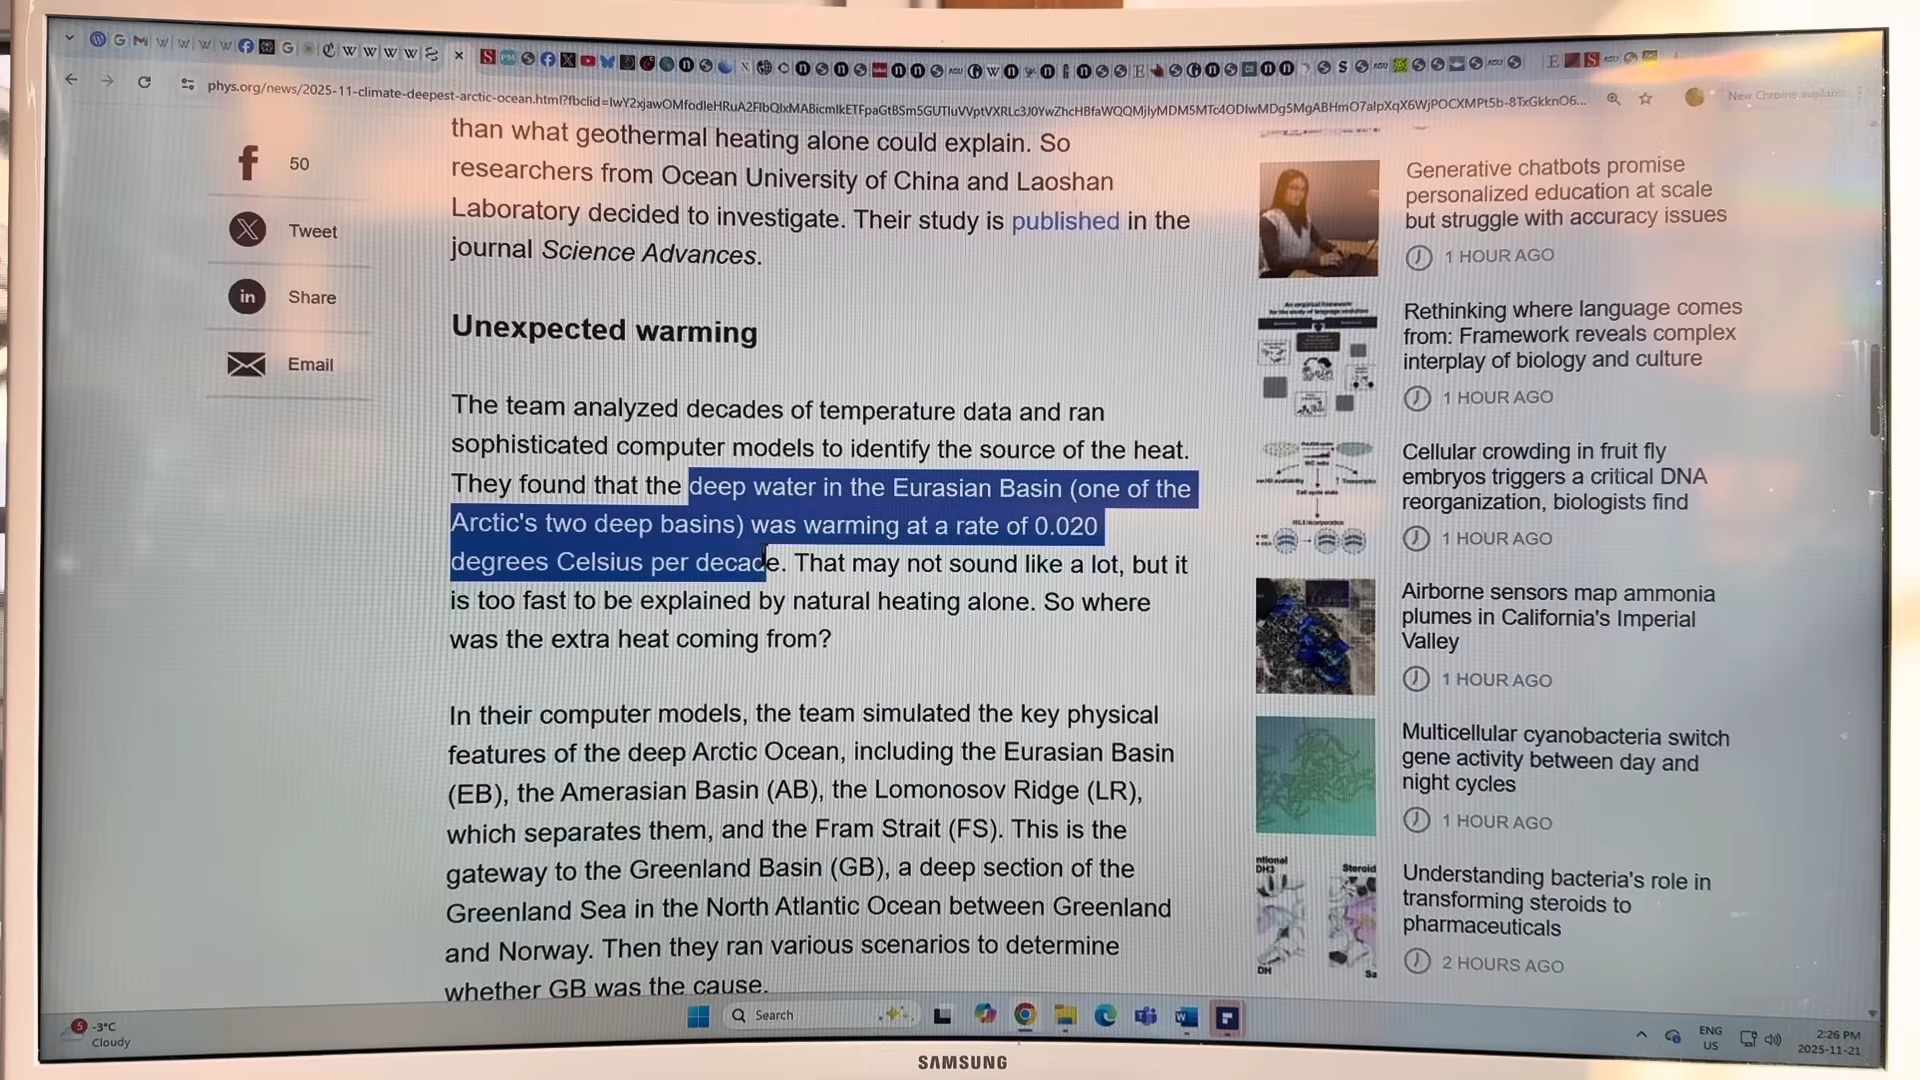 phys.org/news/2025-11-climate-deepest-arctic-ocean.html?fbclid=
New Chrome available
50
Tweet
Share
Email
than what geothermal heating alone could explain. So
researchers from Ocean University of China and Laoshan
Laboratory decided to investigate. Their study is published in the
journal Science Advances.
Unexpected warming
The team analyzed decades of temperature data and ran
sophisticated computer models to identify the source of the heat.
They found that the deep water in the Eurasian Basin (one of the
Arctic's two deep basins) was warming at a rate of 0.020
degrees Celsius per decade. That may not sound like a lot, but it
is too fast to be explained by natural heating alone. So where
was the extra heat coming from?
In their computer models, the team simulated the key physical
features of the deep Arctic Ocean, including the Eurasian Basin
(EB), the Amerasian Basin (AB), the Lomonosov Ridge (LR),
which separates them, and the Fram Strait (FS). This is the
gateway to the Greenland Basin (GB), a deep section of the
Greenland Sea in the North Atlantic Ocean between Greenland
and Norway. Then they ran various scenarios to determine
whether GB was the cause.
Generative chatbots promise
personalized education at scale
but struggle with accuracy issues
1 HOUR AGO
Rethinking where language comes
from: Framework reveals complex
interplay of biology and culture
1 HOUR AGO
Cellular crowding in fruit fly
embryos triggers a critical DNA
reorganization, biologists find
1 HOUR AGO
Airborne sensors map ammonia
plumes in California's Imperial
Valley
1 HOUR AGO
Multicellular cyanobacteria switch
gene activity between day and
night cycles
1 HOUR AGO
DH3
Steroid
DH
Sa
Understanding bacteria's role in
transforming steroids to
pharmaceuticals
2 HOURS AGO
5
-3°C
Cloudy
Search
ENG
US
2:26 PM
2025-11-21
SAMSUNG